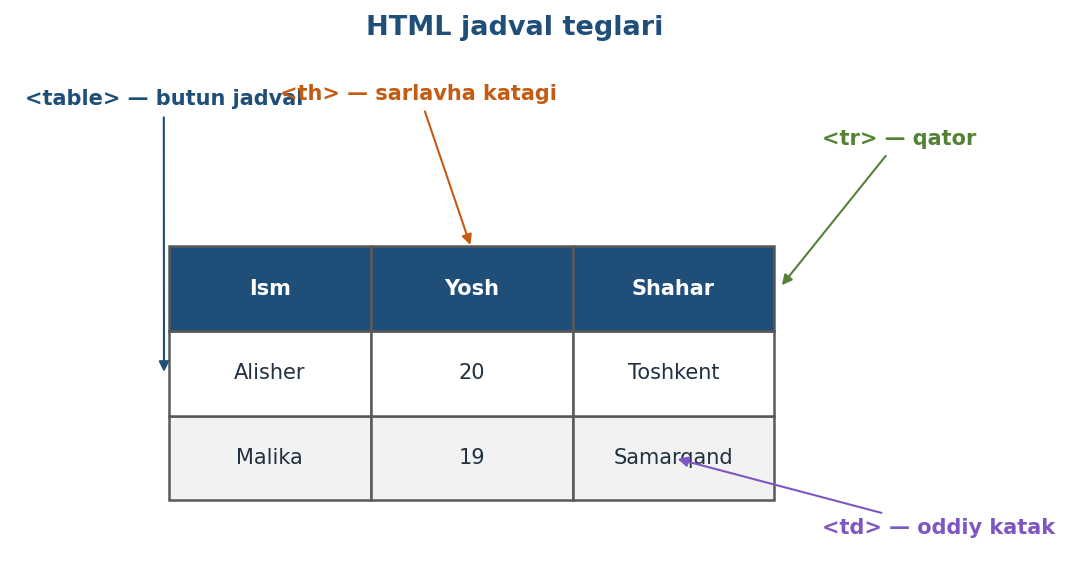 HTML jadval teglari
<table> — butun jadval
<th> — sarlavha katagi
<tr> — qator
Ism Yosh Shahar
Alisher 20 Toshkent
Malika 19 Samarqand
<td> — oddiy katak